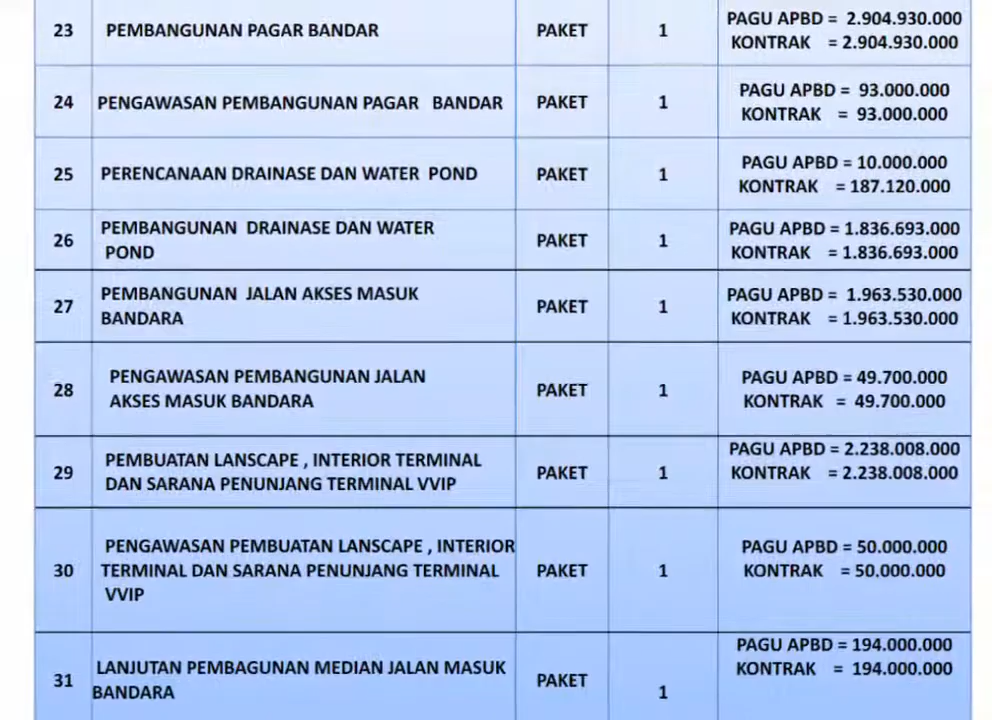 23 PEMBANGUNAN PAGAR BANDAR PAKET 1 PAGU APBD = 2.904.930.000
KONTRAK = 2.904.930.000
24 PENGAWASAN PEMBANGUNAN PAGAR BANDAR PAKET 1 PAGU APBD = 93.000.000
KONTRAK = 93.000.000
25 PERENCANAAN DRAINASE DAN WATER POND PAKET 1 PAGU APBD = 10.000.000
KONTRAK = 187.120.000
26 PEMBANGUNAN DRAINASE DAN WATER PAKET 1 PAGU APBD = 1.836.693.000
POND KONTRAK = 1.836.693.000
27 PEMBANGUNAN JALAN AKSES MASUK PAKET 1 PAGU APBD = 1.963.530.000
BANDARA KONTRAK = 1.963.530.000
28 PENGAWASAN PEMBANGUNAN JALAN PAKET 1 PAGU APBD = 49.700.000
AKSES MASUK BANDARA KONTRAK = 49.700.000
29 PEMBUATAN LANSCAPE , INTERIOR TERMINAL PAKET 1 PAGU APBD = 2.238.008.000
DAN SARANA PENUNJANG TERMINAL VVIP KONTRAK = 2.238.008.000
30 PENGAWASAN PEMBUATAN LANSCAPE , INTERIOR PAKET 1 PAGU APBD = 50.000.000
TERMINAL DAN SARANA PENUNJANG TERMINAL KONTRAK = 50.000.000
VVIP
31 LANJUTAN PEMBAGUNAN MEDIAN JALAN MASUK PAKET 1 PAGU APBD = 194.000.000
BANDARA KONTRAK = 194.000.000